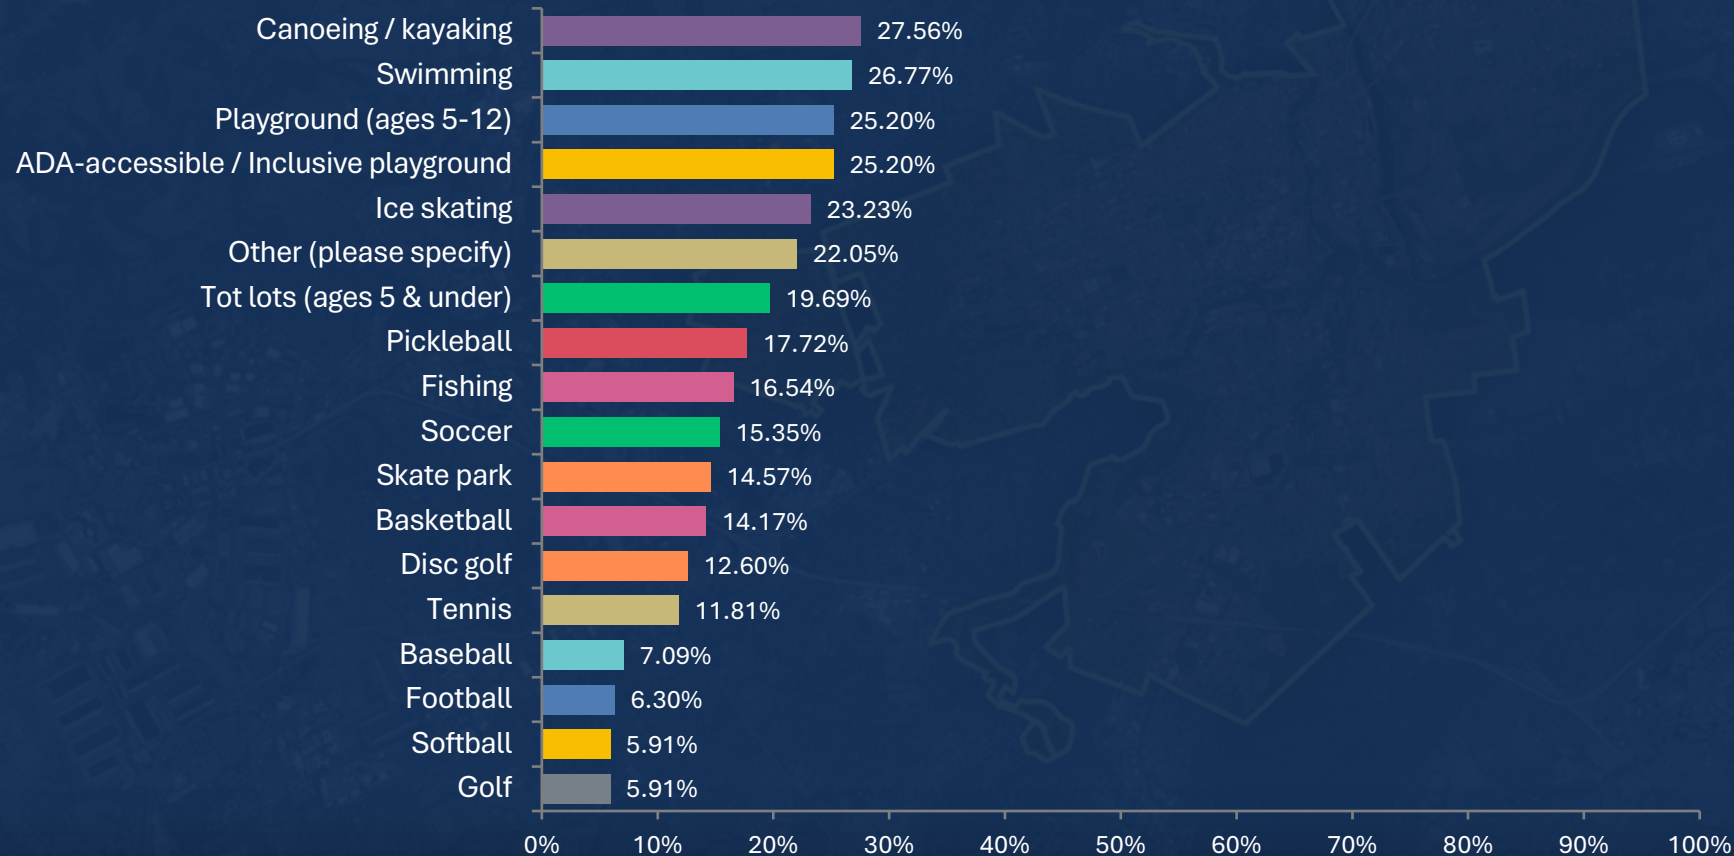 Canoeing / kayaking 27.56%
Swimming 26.77%
Playground (ages 5-12) 25.20%
ADA-accessible / Inclusive playground 25.20%
Ice skating 23.23%
Other (please specify) 22.05%
Tot lots (ages 5 & under) 19.69%
Pickleball 17.72%
Fishing 16.54%
Soccer 15.35%
Skate park 14.57%
Basketball 14.17%
Disc golf 12.60%
Tennis 11.81%
Baseball 7.09%
Football 6.30%
Softball 5.91%
Golf 5.91%
0% 10% 20% 30% 40% 50% 60% 70% 80% 90% 100%